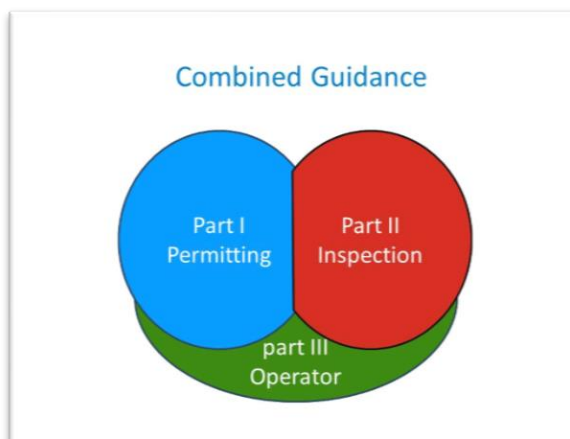 Combined Guidance
Part I
Permitting
Part II
Inspection
part III
Operator